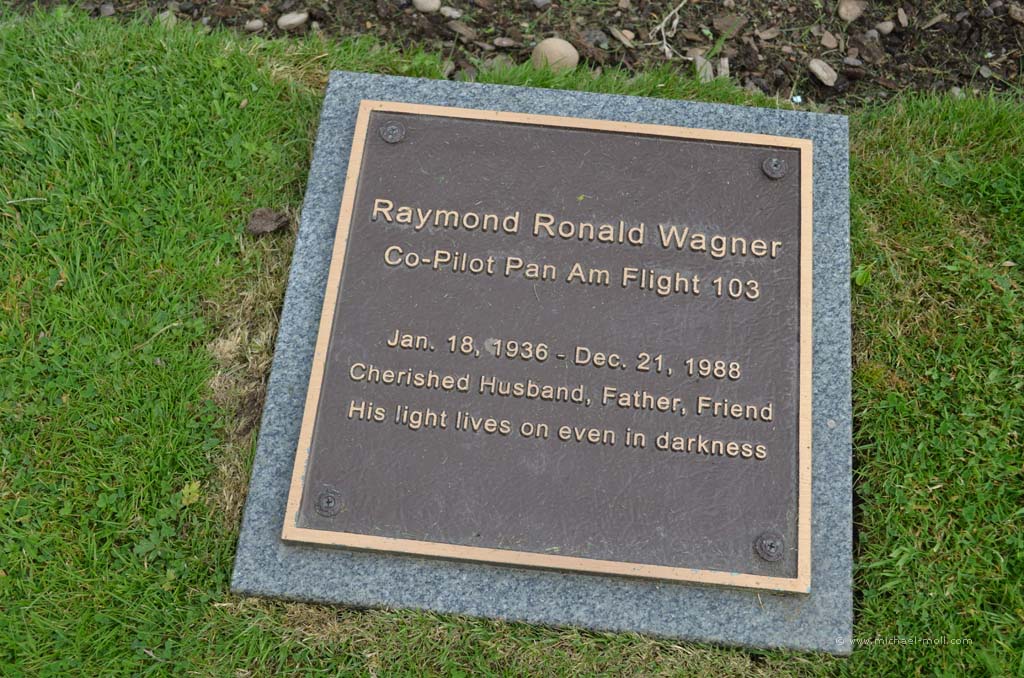 Raymond Ronald Wagner
Co-Pilot Pan Am Flight 103
Jan. 18, 1936 - Dec. 21, 1988
Cherished Husband, Father, Friend
His light lives on even in darkness
© www.michael-moll.com